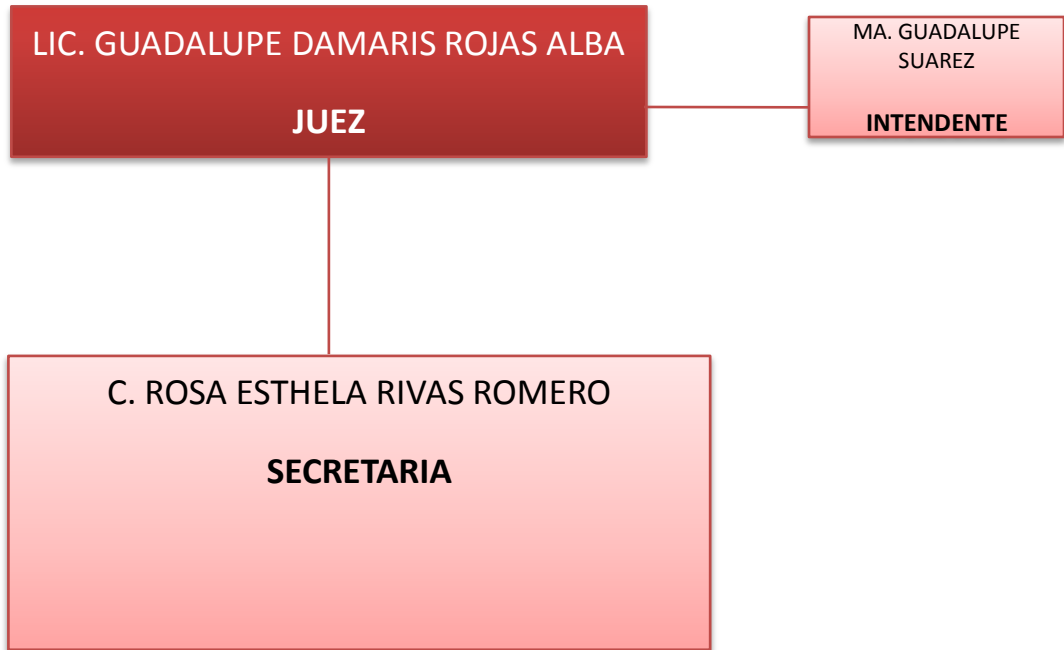 LIC. GUADALUPE DAMARIS ROJAS ALBA
JUEZ
MA. GUADALUPE
SUAREZ
INTENDENTE
C. ROSA ESTHELA RIVAS ROMERO
SECRETARIA